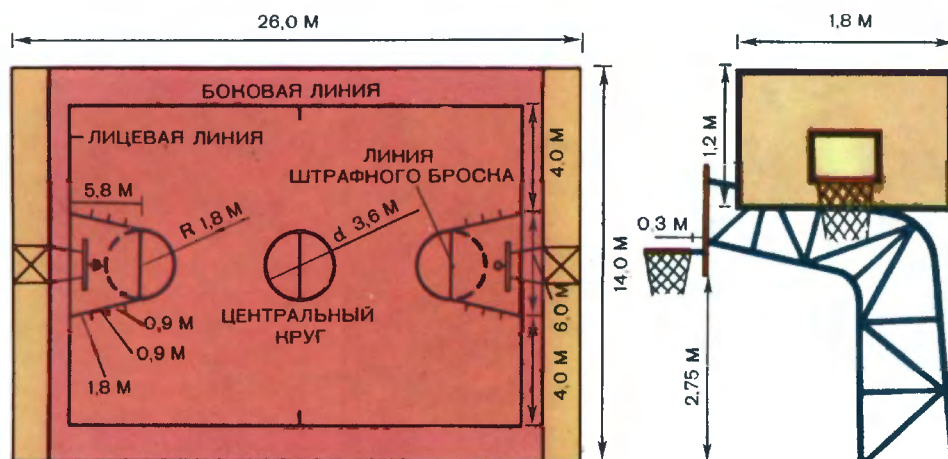 26,0 М
1,8 М
БОКОВАЯ ЛИНИЯ
ЛИЦЕВАЯ ЛИНИЯ
ЛИНИЯ
ШТРАФНОГО БРОСКА
4,0 М
1,2 М
5,8 М
R 1,8 М
d 3,6 М
0,3 М
14,0 М
ЦЕНТРАЛЬНЫЙ
КРУГ
6,0 М
0,9 М
0,9 М
1,8 М
4,0 М
2,75 М